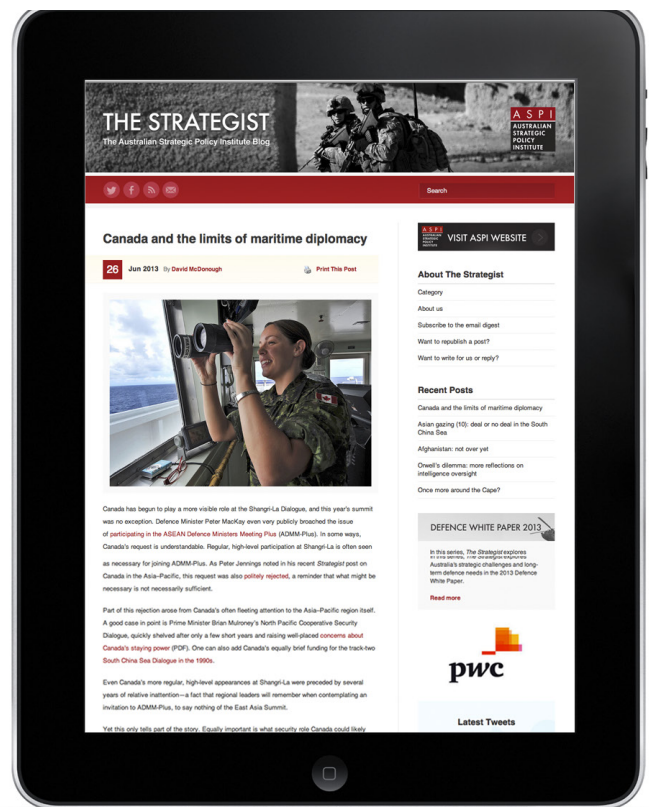 THE STRATEGIST
The Australian Strategic Policy Institute Blog
ASPI
AUSTRALIAN
STRATEGIC
POLICY
INSTITUTE
Search
Canada and the limits of maritime diplomacy
26 Jun 2013 By David McDonough Print This Post
Canada has begun to play a more visible role at the Shangri-La Dialogue, and this year's summit
was no exception. Defence Minister Peter MacKay even very publicly broached the issue
of participating in the ASEAN Defence Ministers Meeting Plus (ADMM-Plus). In some ways,
Canada's request is understandable. Regular, high-level participation at Shangri-La is often seen
as necessary for joining ADMM-Plus. As Peter Jennings noted in his recent Strategist post on
Canada in the Asia–Pacific, this request was also politely rejected, a reminder that what might be
necessary is not necessarily sufficient.
Part of this rejection arose from Canada's often fleeting attention to the Asia–Pacific region itself.
A good case in point is Prime Minister Brian Mulroney's North Pacific Cooperative Security
Dialogue, quickly shelved after only a few short years and raising well-placed concerns about
Canada's staying power (PDF). One can also add Canada's equally brief funding for the track-two
South China Sea Dialogue in the 1990s.
Even Canada's more regular, high-level appearances at Shangri-La were preceded by several
years of relative inattention—a fact that regional leaders will remember when contemplating an
invitation to ADMM-Plus, to say nothing of the East Asia Summit.
Yet this only tells part of the story. Equally important is what security role Canada could likely
ASPI
AUSTRALIAN
STRATEGIC
POLICY
INSTITUTE
VISIT ASPI WEBSITE
About The Strategist
Category
About us
Subscribe to the email digest
Want to republish a post?
Want to write for us or reply?
Recent Posts
Canada and the limits of maritime diplomacy
Asian gazing (10): deal or no deal in the South
China Sea
Afghanistan: not over yet
Orwell's dilemma: more reflections on
intelligence oversight
Once more around the Cape?
DEFENCE WHITE PAPER 2013
In this series, The Strategist explores
in this series, The Strategist explores
Australia's strategic challenges and long-
term defence needs in the 2013 Defence
White Paper.
Read more
pwc
Latest Tweets